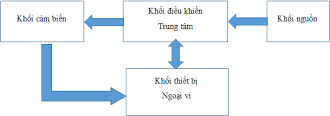 Khối cảm biến
Khối điều khiển
Trung tâm
Khối nguồn
Khối thiết bị
Ngoại vi